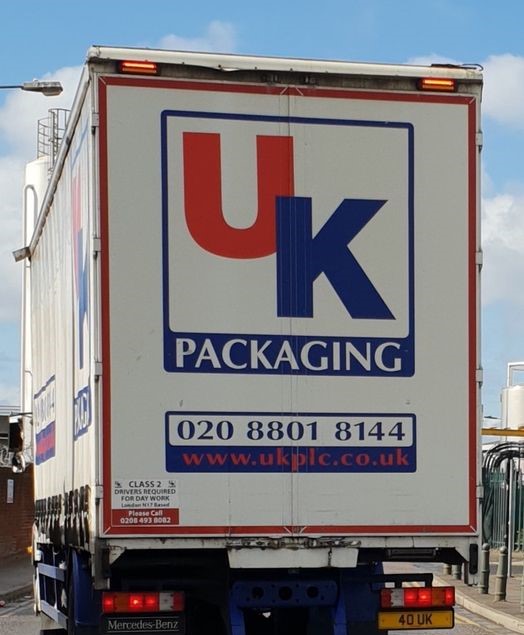 UK
PACKAGING
020 8801 8144
www.ukplc.co.uk
CLASS 2
DRIVERS REQUIRED
FOR DAY WORK
London N17 Based
Please Call
0208 493 8082
Mercedes-Benz
40 UK